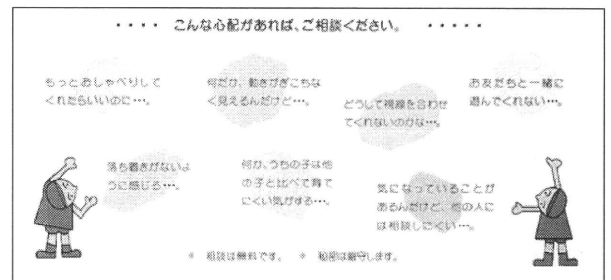 ・・・・ こんな心配があれば、ご相談ください。 ・・・・・
もっとおしゃべりして
くれたらいいのに…。
何だか、動きがぎこちな
く見えるんだけど…。
どうして視線を合わせ
てくれないのかな…。
お友だちと一緒に
遊んでくれない…。
落ち着きがないよ
うに感じる…。
何か、うちの子は他
の子と比べて育て
にくい気がする…。
気になっていることが
あるんだけど、他の人に
は相談しにくい…。
* 相談は無料です。 * 秘密は厳守します。